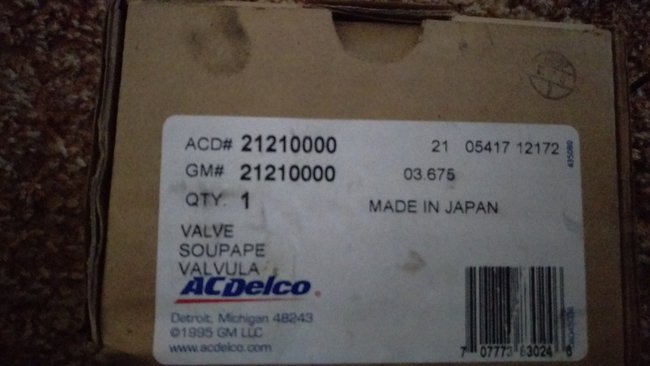 ACD# 21210000 21 05417 12172
GM# 21210000 03.675
QTY. 1 MADE IN JAPAN
VALVE
SOUPAPE
VALVULA
ACDelco
Detroit, Michigan 48243
©1995 GM LLC
www.acdelco.com
7 07773 83024 6